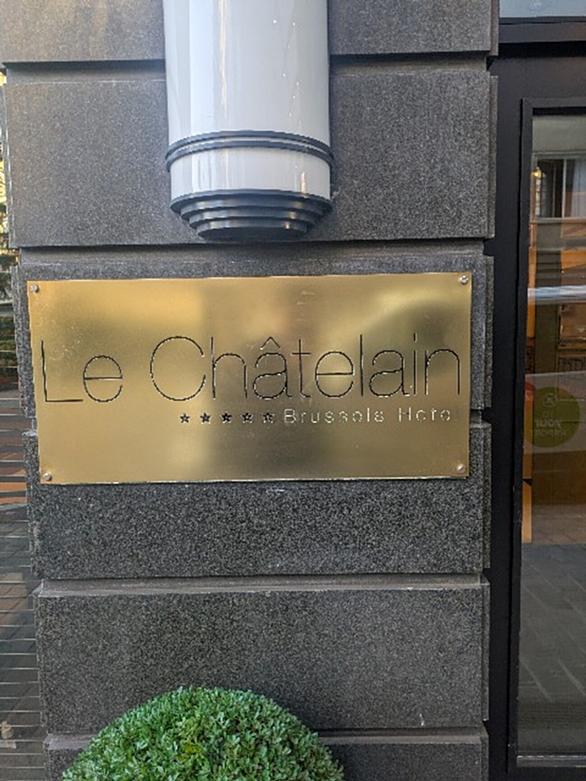 Le Châtelain
★★★★★ Brussels Hotel